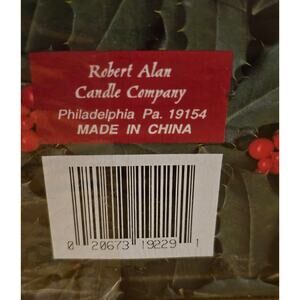 Robert Alan
Candle Company
Philadelphia Pa. 19154
MADE IN CHINA
0 20673 19229 1